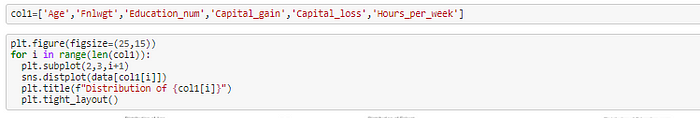 col1=['Age','Fnlwgt','Education_num','Capital_gain','Capital_loss','Hours_per_week']
plt.figure(figsize=(25,15))
for i in range(len(col1)):
  plt.subplot(2,3,i+1)
  sns.distplot(data[col1[i]])
  plt.title(f"Distribution of {col1[i]}")
  plt.tight_layout()